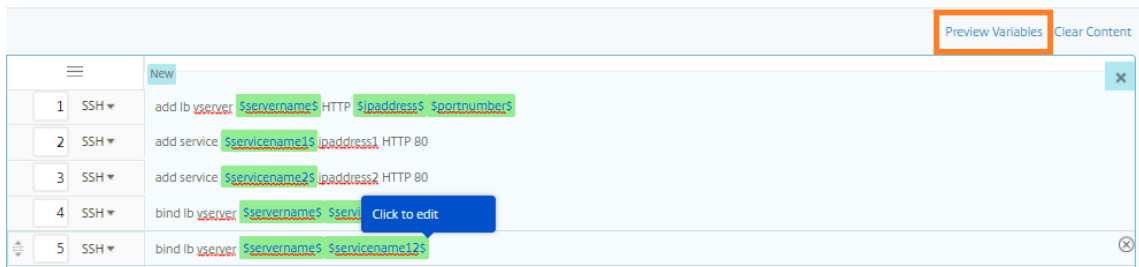 Preview Variables Clear Content
New
1 SSH add lb vserver $servername$ HTTP $ipaddress$ $portnumber$
2 SSH add service $servicename1$ ipaddress1 HTTP 80
3 SSH add service $servicename2$ ipaddress2 HTTP 80
4 SSH bind lb vserver $servername$
Click to edit
5 SSH bind lb vserver $servername$ $servicename12$